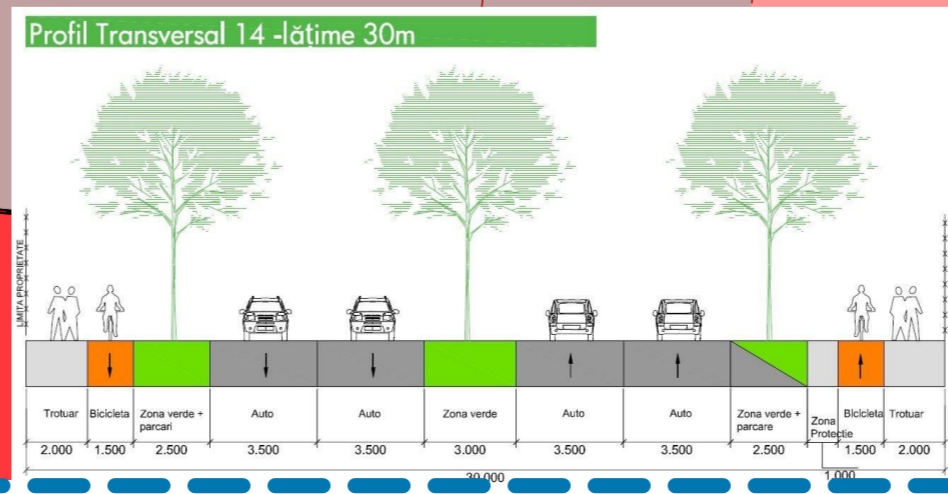 Profil Transversal 14 -lățime 30m
LIMITA PROPRIETATE
Trotuar
Bicicleta
Zona verde +
parcari
Auto
Auto
Zona verde
Auto
Auto
Zona verde +
parcare
Zona
Protectie
Bicicleta
Trotuar
2.000
1.500
2.500
3.500
3.500
3.000
3.500
3.500
2.500
1.500
2.000
30.000
1.000